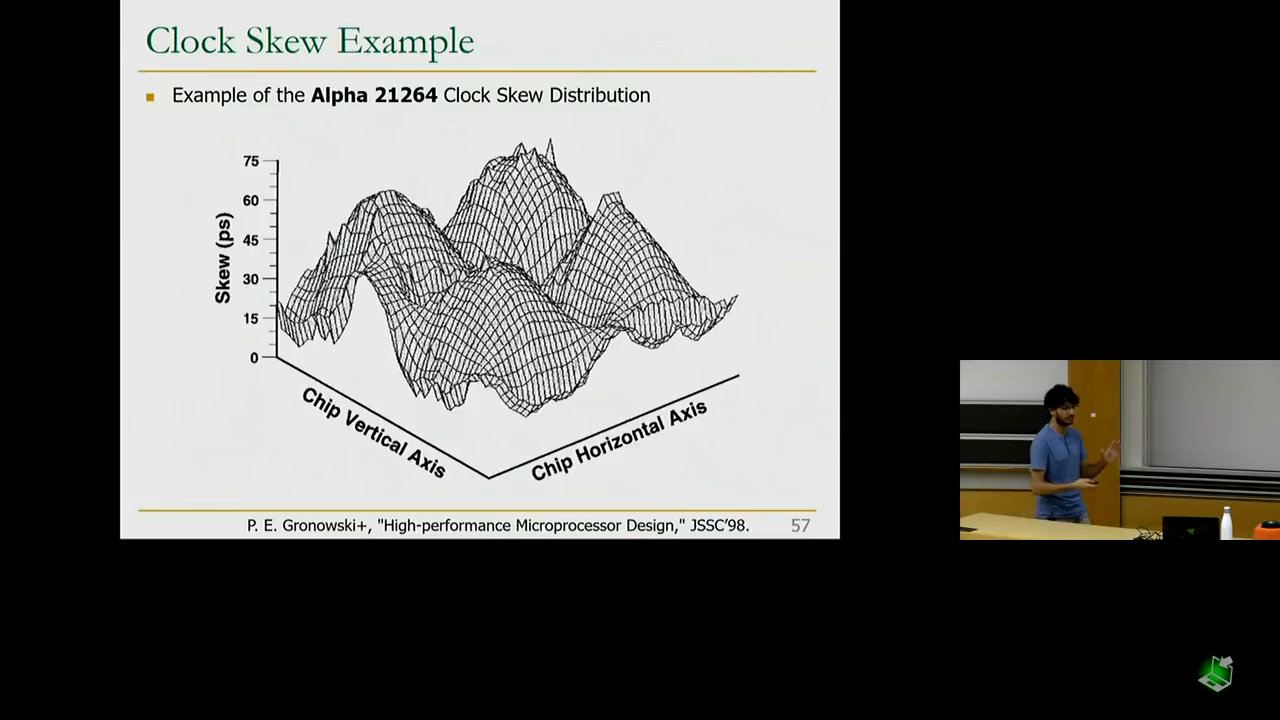 Clock Skew Example
Example of the Alpha 21264 Clock Skew Distribution
75
60
45
30
15
0
Skew (ps)
Chip Vertical Axis
Chip Horizontal Axis
P. E. Gronowski+, "High-performance Microprocessor Design," JSSC'98.
57